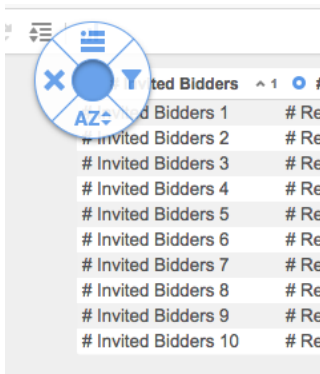 Invited Bidders 1 #
AZ
# Invited Bidders 1 # Re
# Invited Bidders 2 # Re
# Invited Bidders 3 # Re
# Invited Bidders 4 # Re
# Invited Bidders 5 # Re
# Invited Bidders 6 # Re
# Invited Bidders 7 # Re
# Invited Bidders 8 # Re
# Invited Bidders 9 # Re
# Invited Bidders 10 # Re